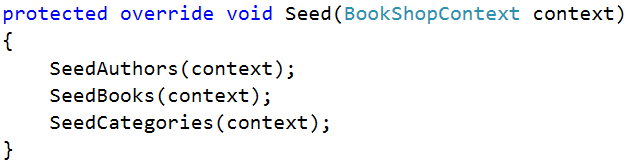 protected override void Seed(BookShopContext context)
{
    SeedAuthors(context);
    SeedBooks(context);
    SeedCategories(context);
}